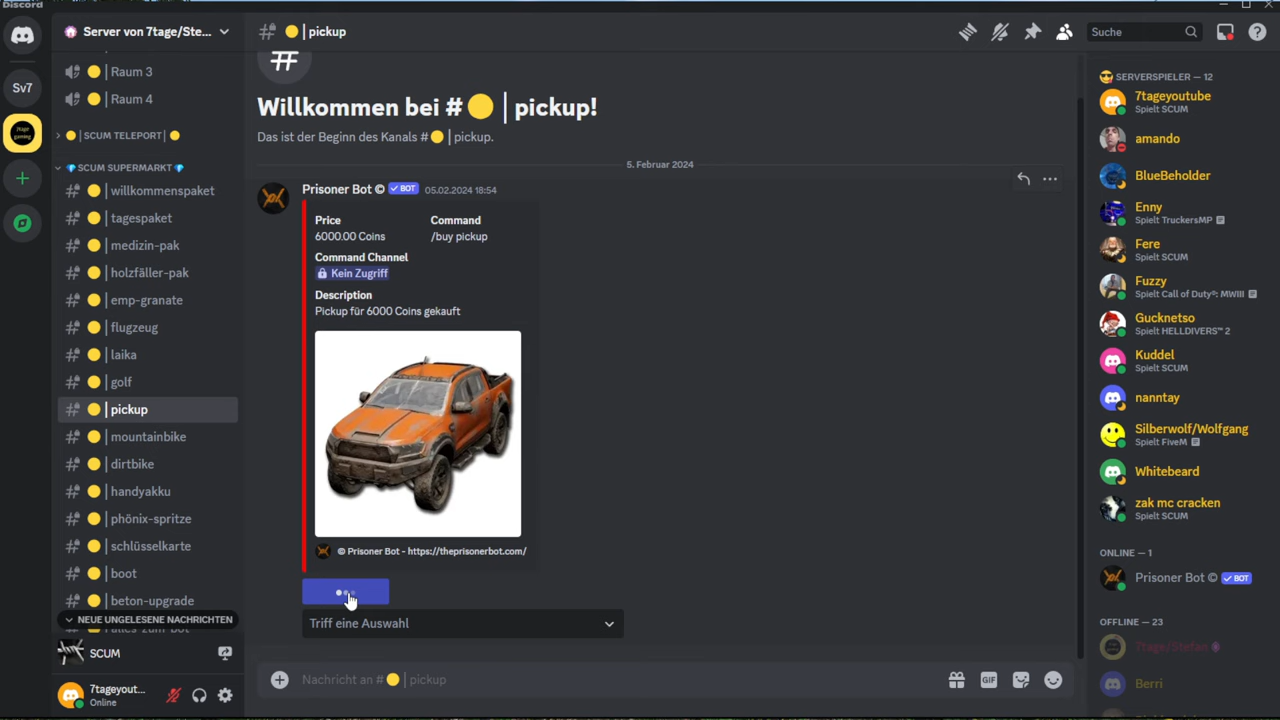 Discord
Server von 7tage/Ste...
| pickup
Suche
Sv7
Raum 3
Raum 4
| SCUM TELEPORT |
SCUM SUPERMARKT
| willkommenspaket
| tagespaket
| medizin-pak
| holzfäller-pak
| emp-granate
| flugzeug
| laika
| golf
| pickup
| mountainbike
| dirtbike
| handyakku
| phönix-spritze
| schlüsselkarte
| boot
| beton-upgrade
NEUE UNGELESENE NACHRICHTEN
SCUM
7tageyout...
Online
Willkommen bei # | pickup!
Das ist der Beginn des Kanals # | pickup.
5. Februar 2024
Prisoner Bot © ✓ BOT 05.02.2024 18:54
Price Command
6000.00 Coins /buy pickup
Command Channel
Kein Zugriff
Description
Pickup für 6000 Coins gekauft
© Prisoner Bot - https://theprisonerbot.com/
Triff eine Auswahl
Nachricht an # | pickup
GIF
SERVERSPIELER — 12
7tageyoutube
Spielt SCUM
amando
BlueBeholder
Enny
Spielt TruckersMP
Fere
Spielt SCUM
Fuzzy
Spielt Call of Duty®: MWIII
Gucknetso
Spielt HELLDIVERS™ 2
Kuddel
Spielt SCUM
nanntay
Silberwolf/Wolfgang
Spielt FiveM
Whitebeard
zak mc cracken
Spielt SCUM
ONLINE — 1
Prisoner Bot © ✓ BOT
OFFLINE — 23
7tage/Stefan
Berri